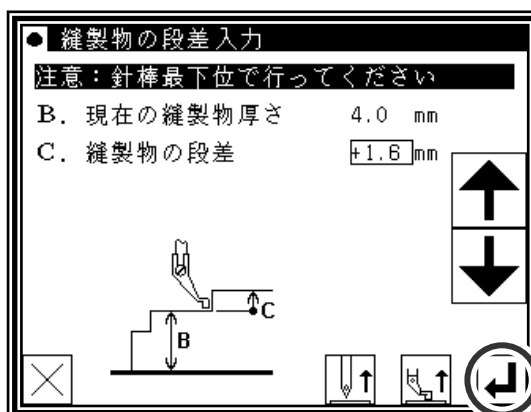 ● 縫製物の段差入力
注意：針棒最下位で行ってください
B．現在の縫製物厚さ 4.0 mm
C．縫製物の段差 +1.6 mm
C
B